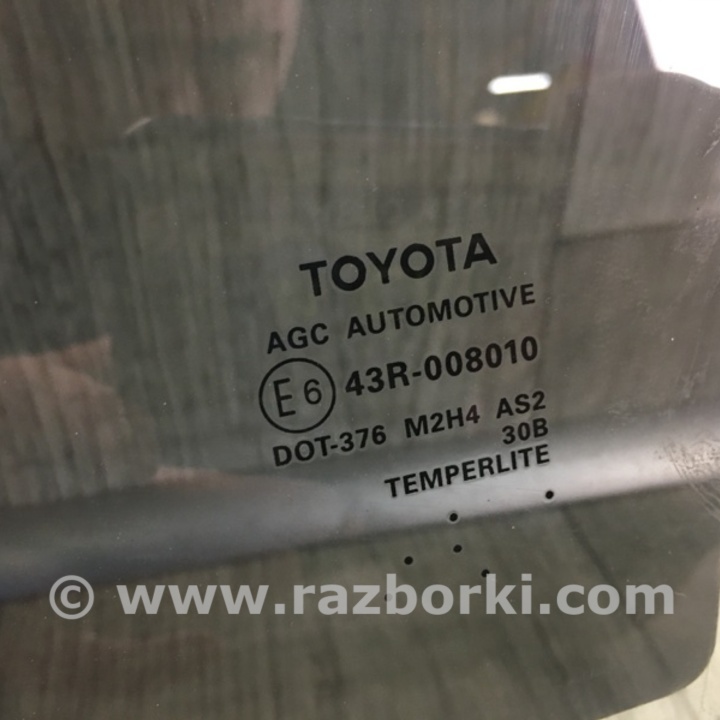 TOYOTA
AGC AUTOMOTIVE
E6 43R-008010
DOT-376 M2H4 AS2
30B
TEMPERLITE
© www.razborki.com